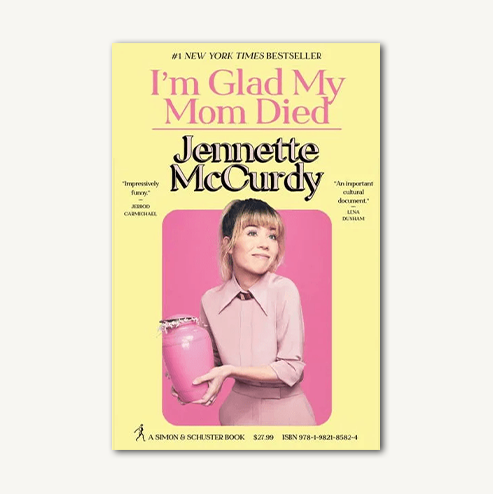 #1 NEW YORK TIMES BESTSELLER
I'm Glad My
Mom Died
Jennette
McCurdy
"Impressively
funny."
—
JERROD
CARMICHAEL
"An important
cultural
document."
—
LENA
DUNHAM
A SIMON & SCHUSTER BOOK $27.99 ISBN 978-1-9821-8582-4